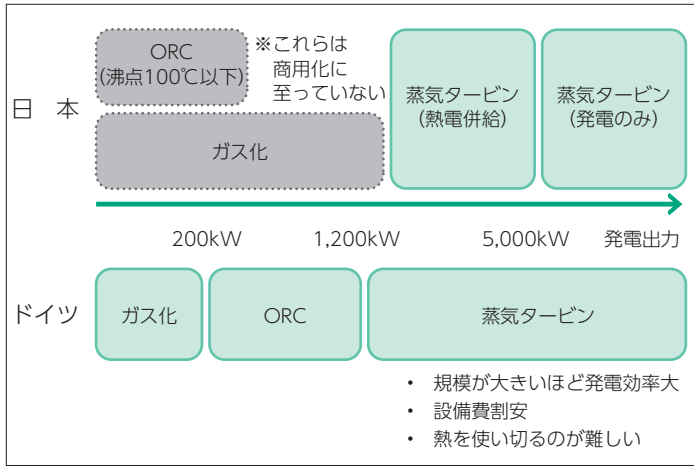 日 本
ORC
(沸点100℃以下)
※これらは
商用化に
至っていない
ガス化
蒸気タービン
(熱電併給)
蒸気タービン
(発電のみ)
200kW 1,200kW 5,000kW 発電出力
ドイツ
ガス化
ORC
蒸気タービン
• 規模が大きいほど発電効率大
• 設備費割安
• 熱を使い切るのが難しい